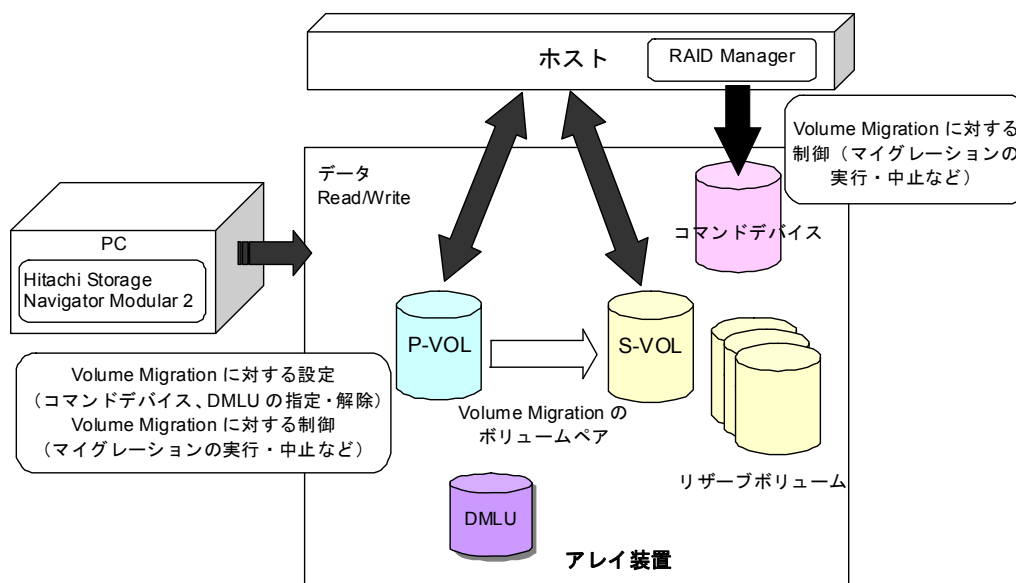 ホスト
RAID Manager
Volume Migration に対する
制御（マイグレーションの
実行・中止など）
データ
Read/Write
コマンドデバイス
PC
Hitachi Storage
Navigator Modular 2
P-VOL
S-VOL
Volume Migration に対する設定
（コマンドデバイス、DMLU の指定・解除）
Volume Migration に対する制御
（マイグレーションの実行・中止など）
Volume Migration の
ボリュームペア
リザーブボリューム
DMLU
アレイ装置